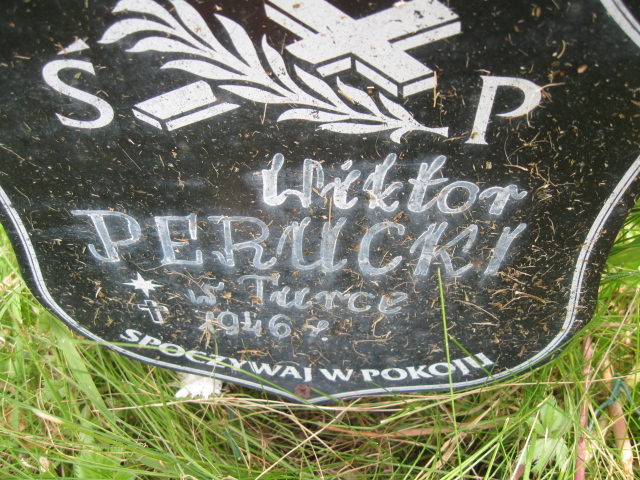 Ś P
Wiktor
PERUCKI
w Turce
1946 r.
SPOCZYWAJ W POKOJU